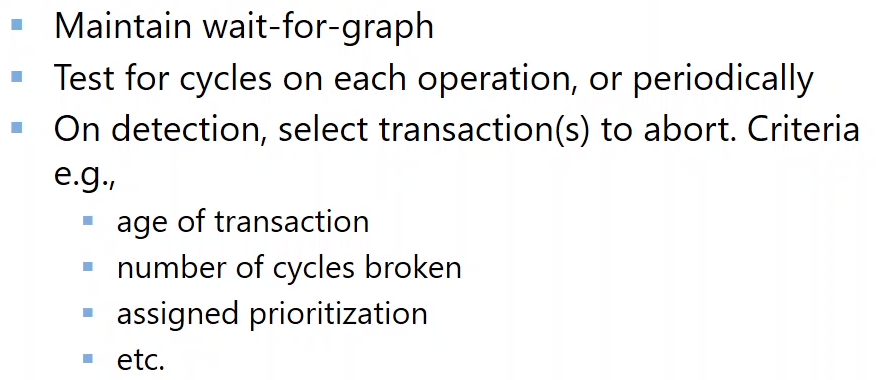 Maintain wait-for-graph
Test for cycles on each operation, or periodically
On detection, select transaction(s) to abort. Criteria
e.g.,
age of transaction
number of cycles broken
assigned prioritization
etc.